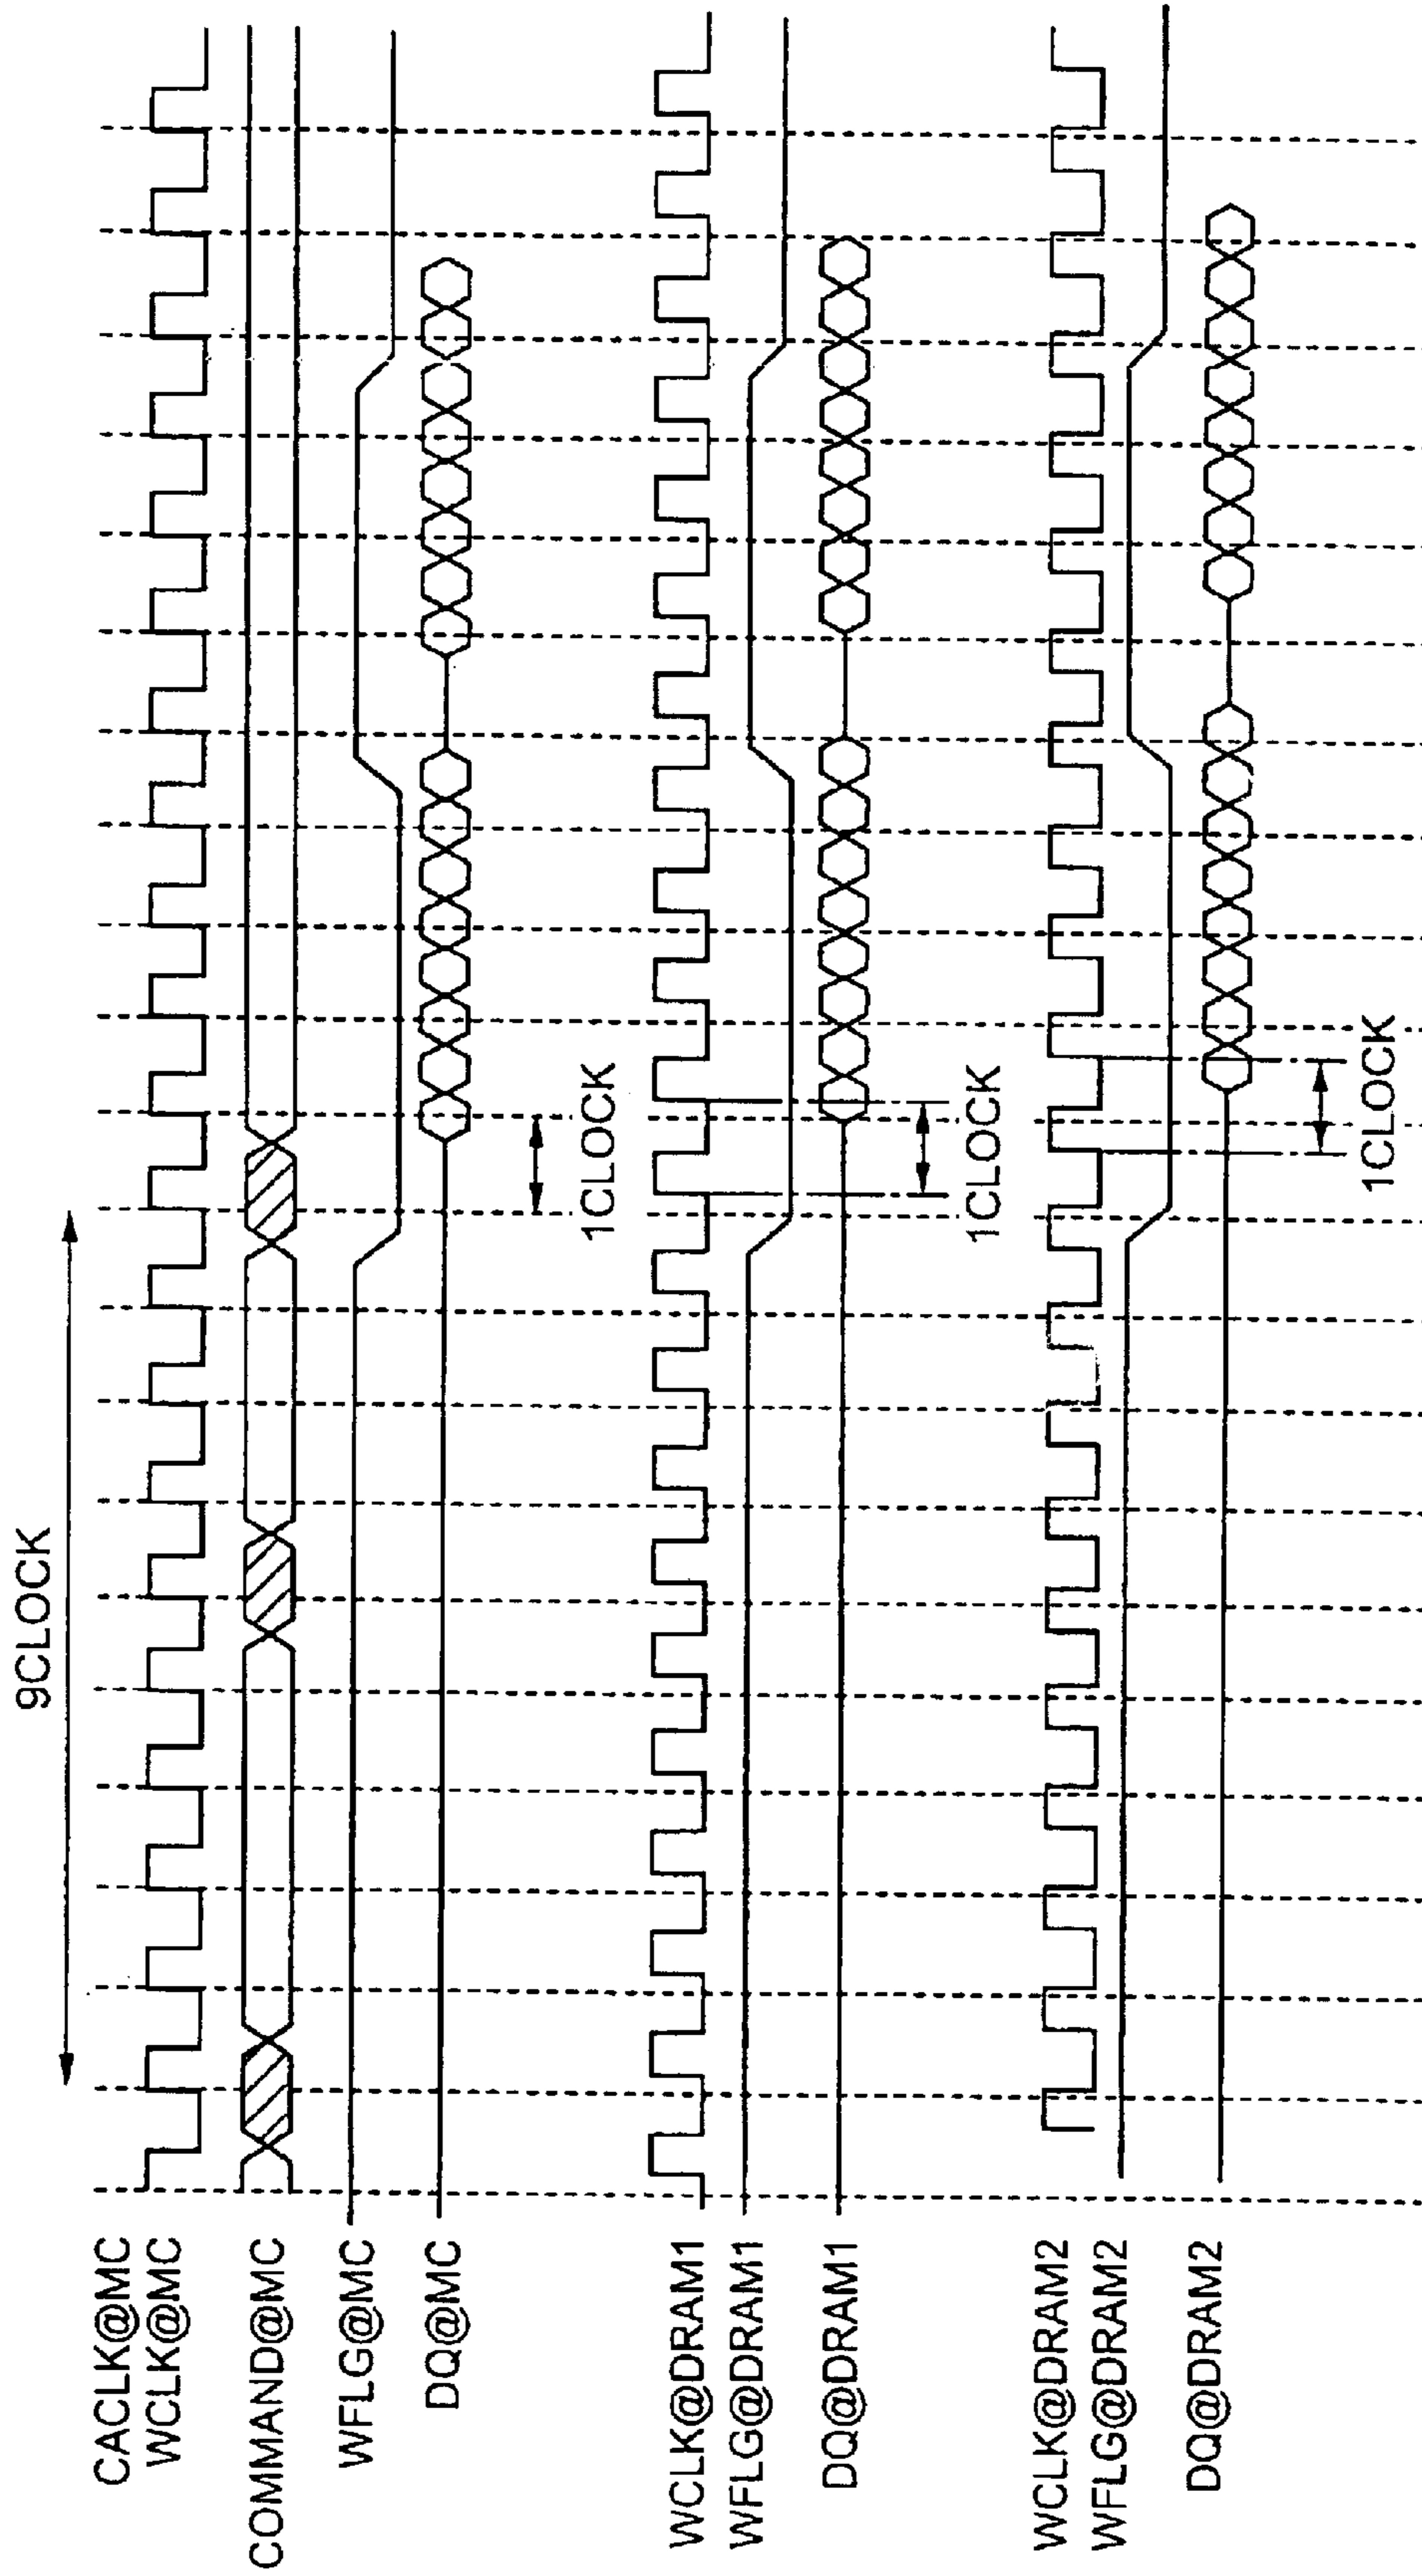 9CLOCK
CACLK@MC
WCLK@MC
COMMAND@MC
WFLG@MC
DQ@MC
1CLOCK
WCLK@DRAM1
WFLG@DRAM1
DQ@DRAM1
1CLOCK
WCLK@DRAM2
WFLG@DRAM2
DQ@DRAM2
1CLOCK